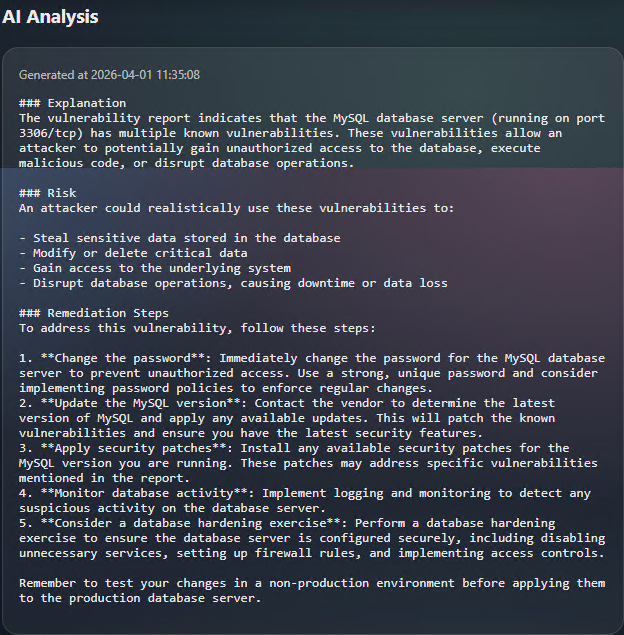 AI Analysis
Generated at 2026-04-01 11:35:08
### Explanation
The vulnerability report indicates that the MySQL database server (running on port
3306/tcp) has multiple known vulnerabilities. These vulnerabilities allow an
attacker to potentially gain unauthorized access to the database, execute
malicious code, or disrupt database operations.
### Risk
An attacker could realistically use these vulnerabilities to:
- Steal sensitive data stored in the database
- Modify or delete critical data
- Gain access to the underlying system
- Disrupt database operations, causing downtime or data loss
### Remediation Steps
To address this vulnerability, follow these steps:
1. **Change the password**: Immediately change the password for the MySQL database
server to prevent unauthorized access. Use a strong, unique password and consider
implementing password policies to enforce regular changes.
2. **Update the MySQL version**: Contact the vendor to determine the latest
version of MySQL and apply any available updates. This will patch the known
vulnerabilities and ensure you have the latest security features.
3. **Apply security patches**: Install any available security patches for the
MySQL version you are running. These patches may address specific vulnerabilities
mentioned in the report.
4. **Monitor database activity**: Implement logging and monitoring to detect any
suspicious activity on the database server.
5. **Consider a database hardening exercise**: Perform a database hardening
exercise to ensure the database server is configured securely, including disabling
unnecessary services, setting up firewall rules, and implementing access controls.
Remember to test your changes in a non-production environment before applying them
to the production database server.